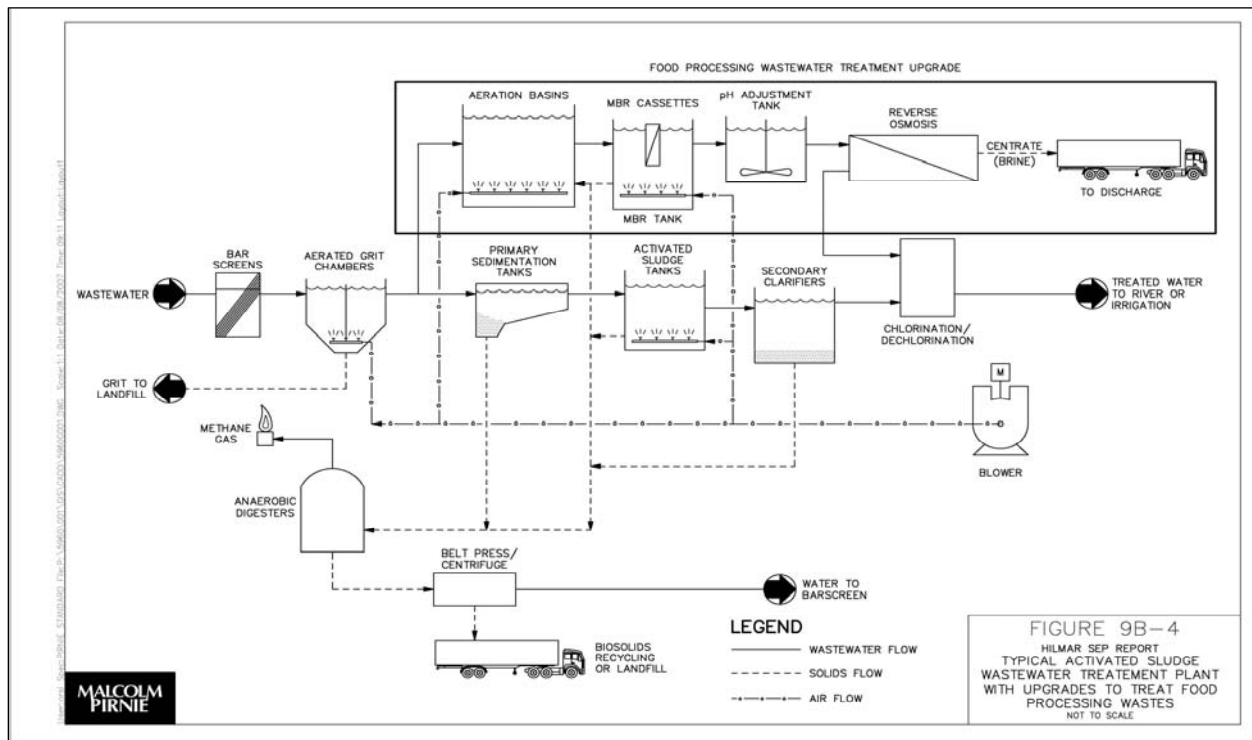 FOOD PROCESSING WASTEWATER TREATMENT UPGRADE
AERATION BASINS
MBR CASSETTES
pH ADJUSTMENT
TANK
REVERSE
OSMOSIS
CENTRATE
(BRINE)
TO DISCHARGE
MBR TANK
BAR
SCREENS
AERATED GRIT
CHAMBERS
PRIMARY
SEDIMENTATION
TANKS
ACTIVATED
SLUDGE
TANKS
SECONDARY
CLARIFIERS
WASTEWATER
TREATED WATER
TO RIVER OR
IRRIGATION
CHLORINATION/
DECHLORINATION
GRIT TO
LANDFILL
M
METHANE
GAS
BLOWER
ANAEROBIC
DIGESTERS
BELT PRESS/
CENTRIFUGE
WATER TO
BARSCREEN
BIOSOLIDS
RECYCLING
OR LANDFILL
LEGEND
WASTEWATER FLOW
SOLIDS FLOW
AIR FLOW
FIGURE 9B-4
HILMAR SEP REPORT
TYPICAL ACTIVATED SLUDGE
WASTEWATER TREATEMENT PLANT
WITH UPGRADES TO TREAT FOOD
PROCESSING WASTES
NOT TO SCALE
MALCOLM
PIRNIE